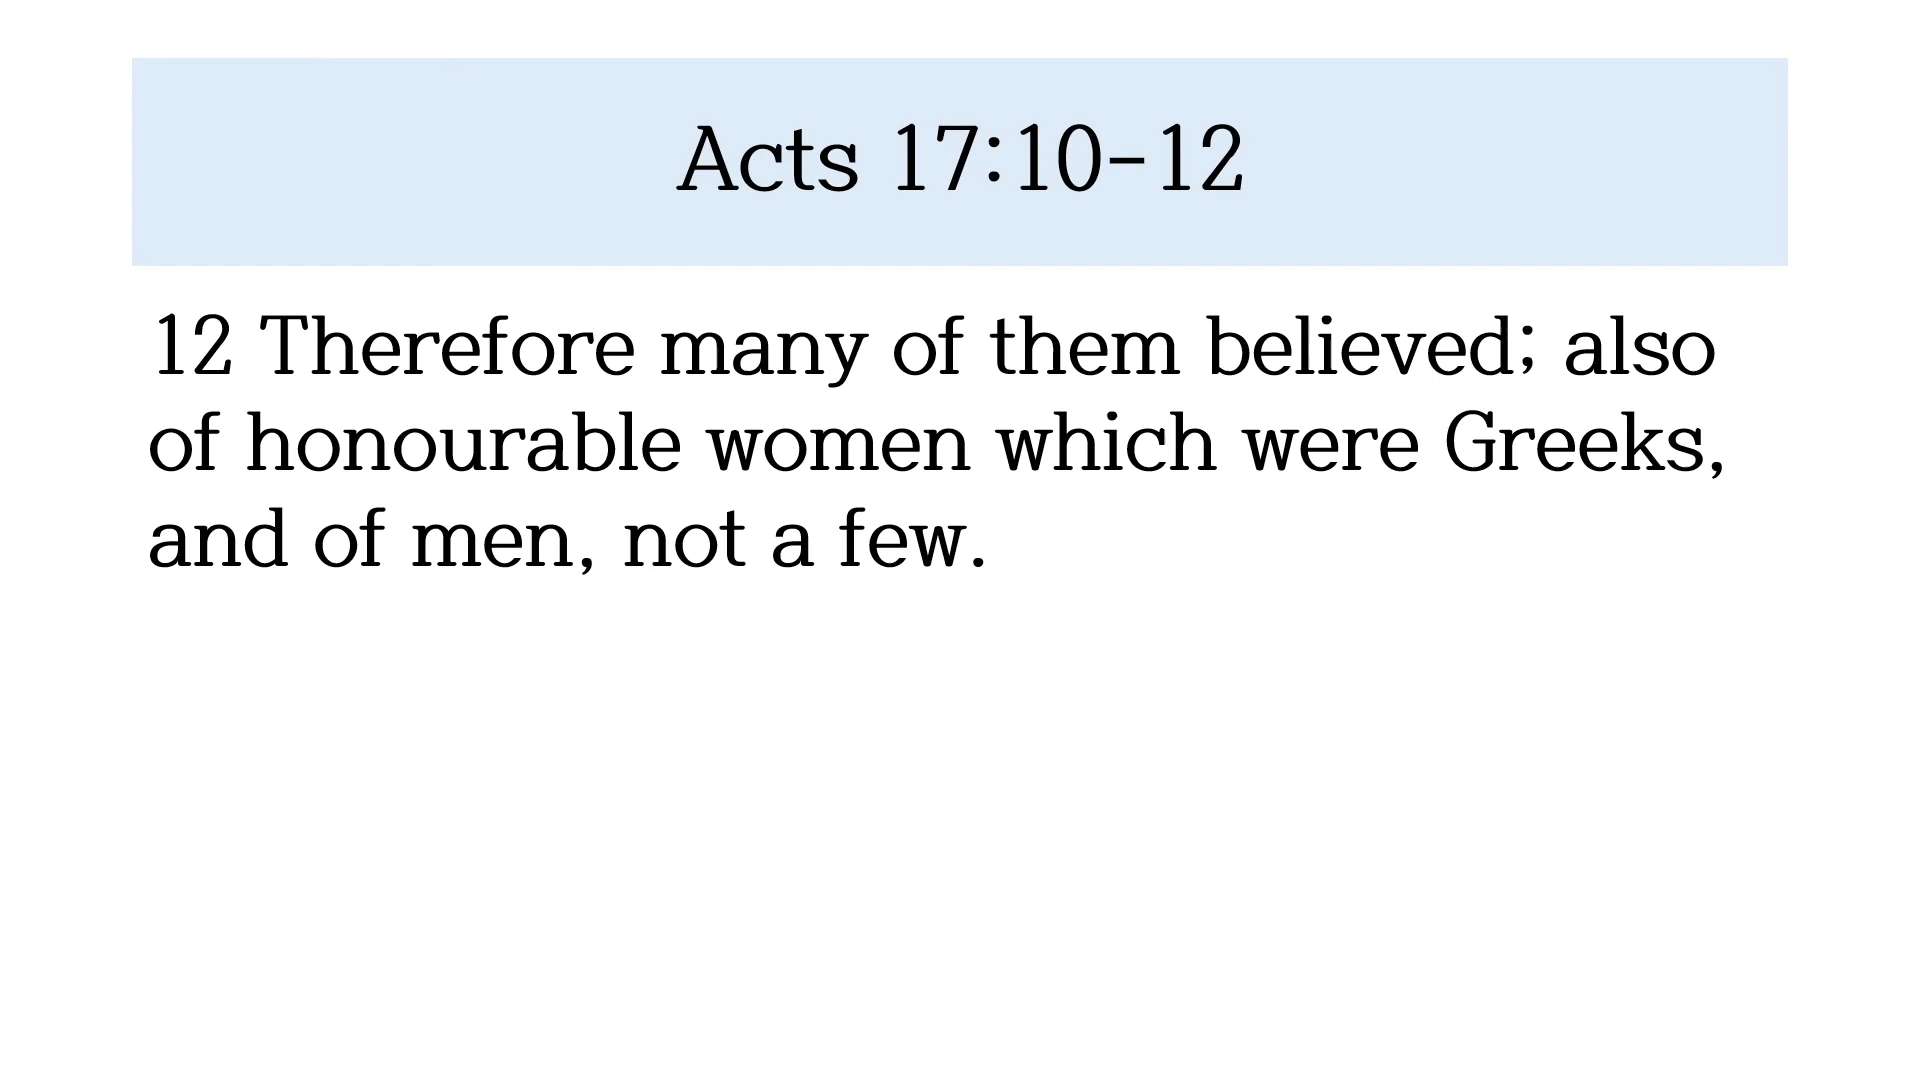 Acts 17:10-12
12 Therefore many of them believed; also
of honourable women which were Greeks,
and of men, not a few.